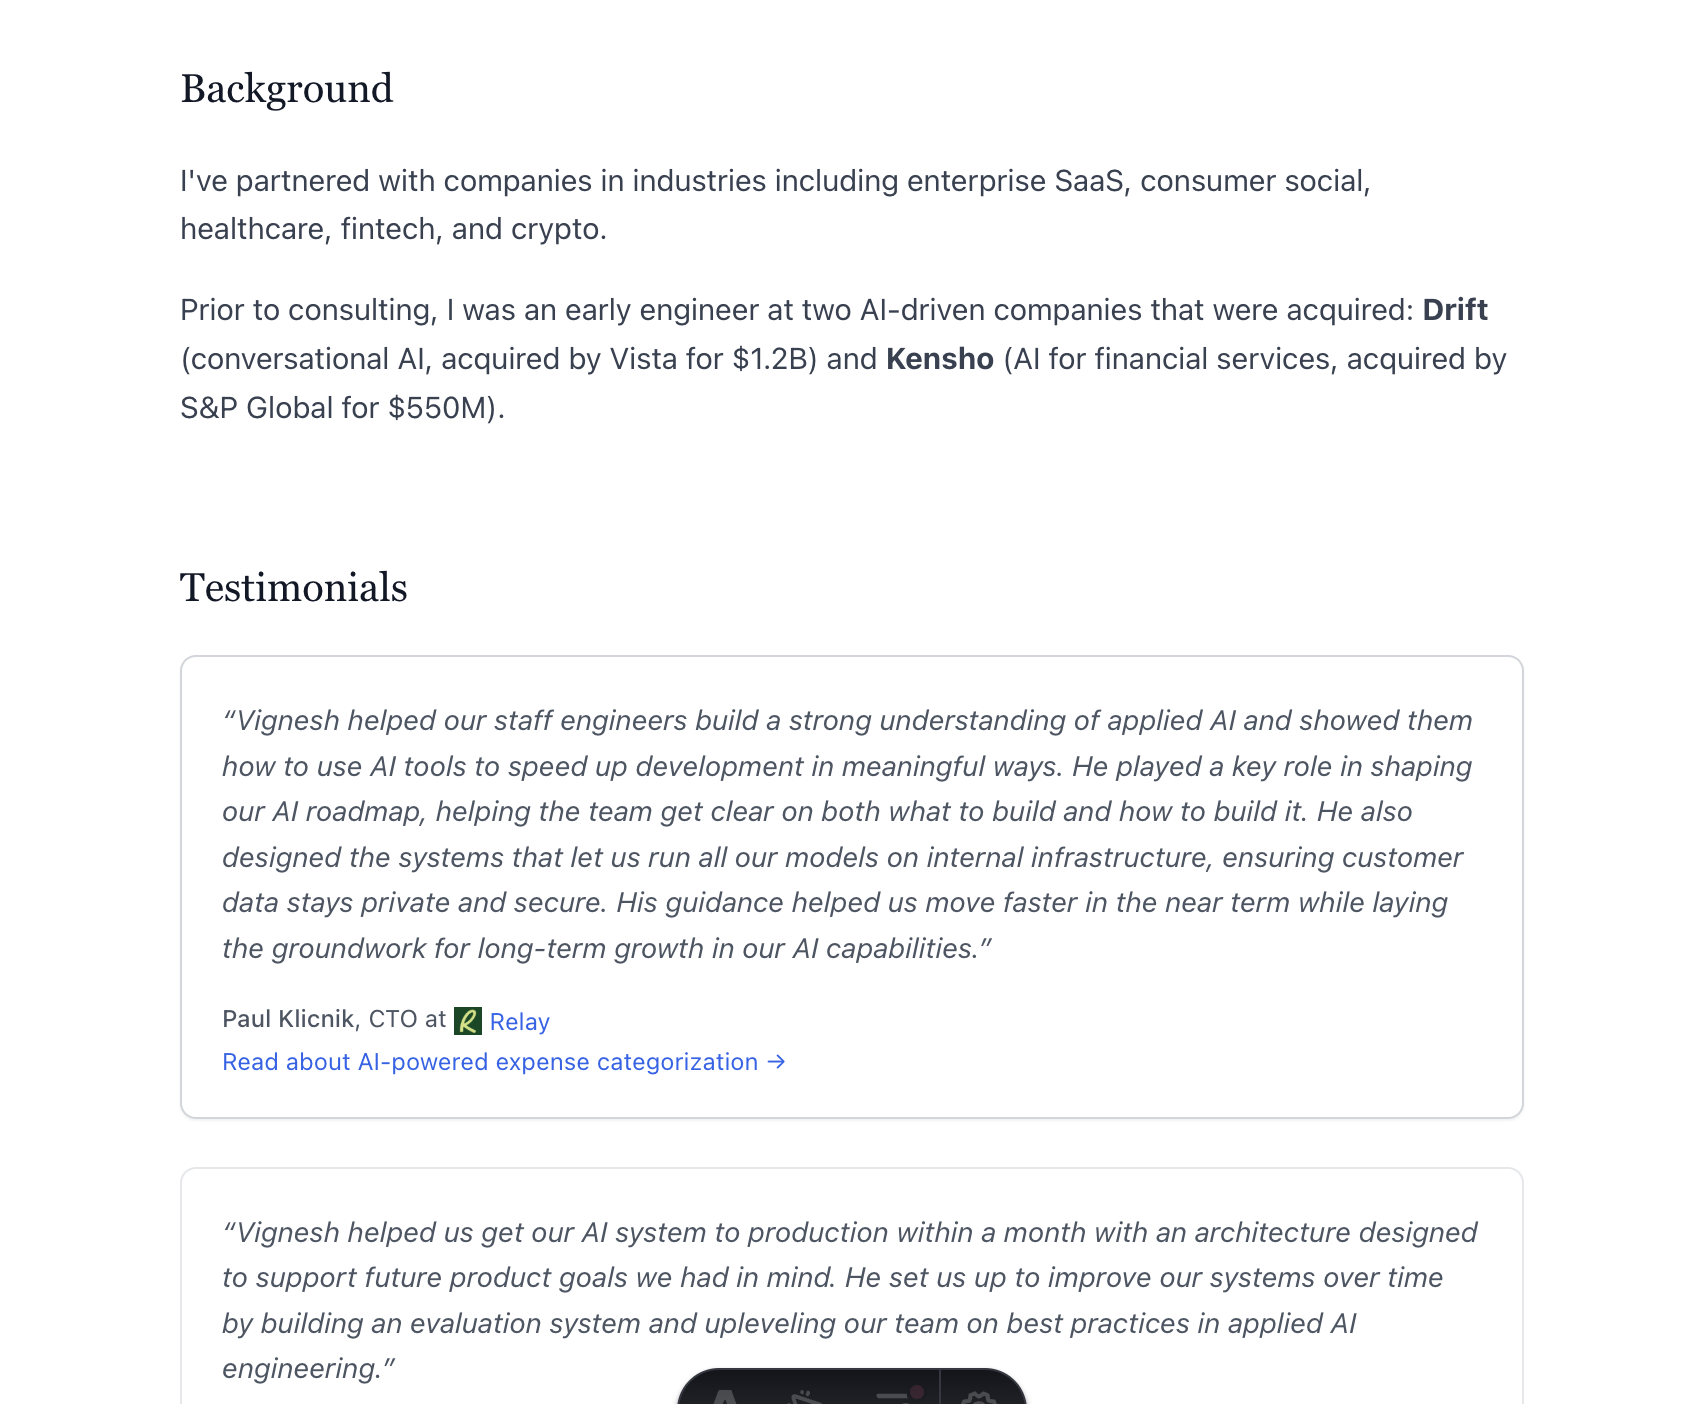 Background
I've partnered with companies in industries including enterprise SaaS, consumer social,
healthcare, fintech, and crypto.
Prior to consulting, I was an early engineer at two AI-driven companies that were acquired: Drift
(conversational AI, acquired by Vista for $1.2B) and Kensho (AI for financial services, acquired by
S&P Global for $550M).
Testimonials
“Vignesh helped our staff engineers build a strong understanding of applied AI and showed them
how to use AI tools to speed up development in meaningful ways. He played a key role in shaping
our AI roadmap, helping the team get clear on both what to build and how to build it. He also
designed the systems that let us run all our models on internal infrastructure, ensuring customer
data stays private and secure. His guidance helped us move faster in the near term while laying
the groundwork for long-term growth in our AI capabilities.”
Paul Klicnik, CTO at R Relay
Read about AI-powered expense categorization →
“Vignesh helped us get our AI system to production within a month with an architecture designed
to support future product goals we had in mind. He set us up to improve our systems over time
by building an evaluation system and upleveling our team on best practices in applied AI
engineering.”